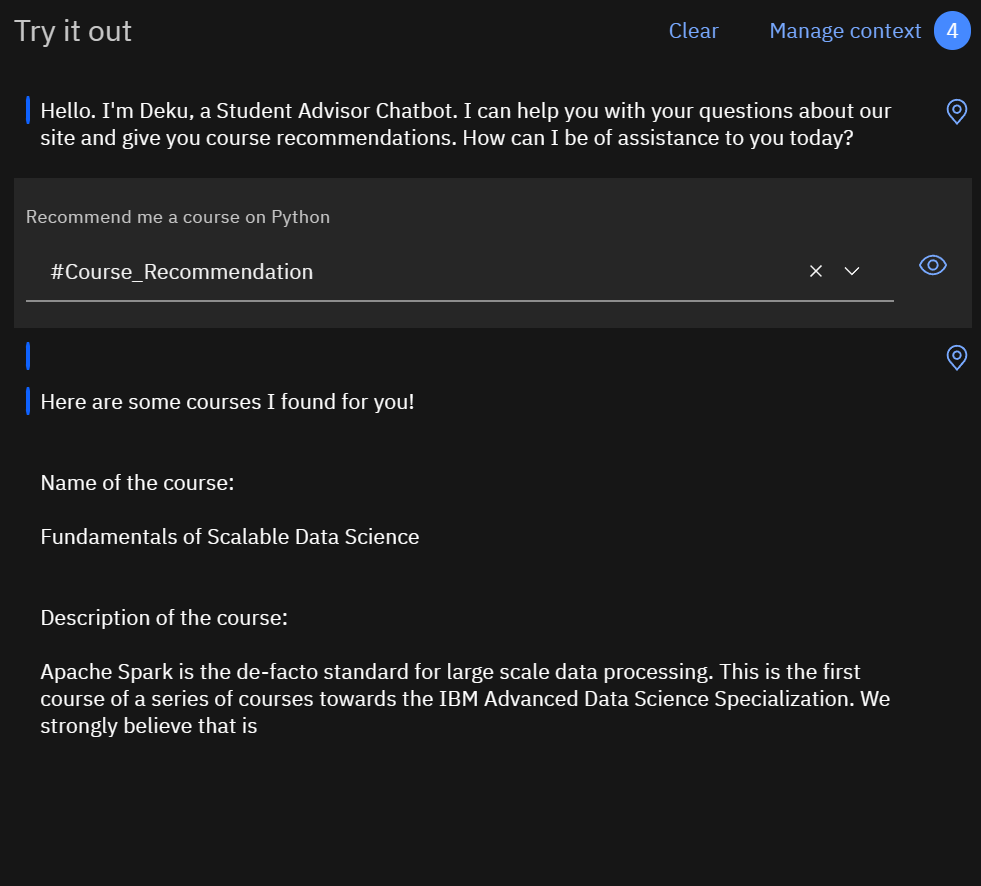 Try it out
Clear
Manage context
4
Hello. I'm Deku, a Student Advisor Chatbot. I can help you with your questions about our
site and give you course recommendations. How can I be of assistance to you today?
Recommend me a course on Python
#Course_Recommendation
Here are some courses I found for you!
Name of the course:
Fundamentals of Scalable Data Science
Description of the course:
Apache Spark is the de-facto standard for large scale data processing. This is the first
course of a series of courses towards the IBM Advanced Data Science Specialization. We
strongly believe that is